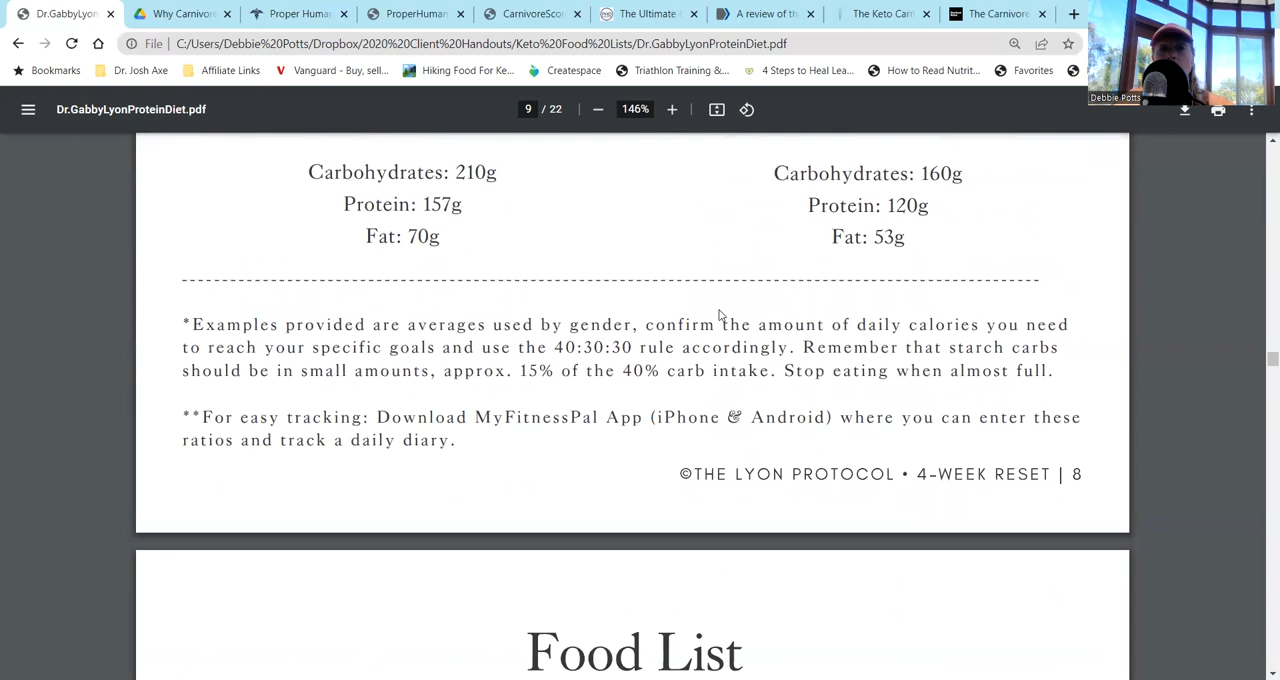 Dr.GabbyLyon
Why Carnivore
Proper Human
ProperHuman
CarnivoreSco
The Ultimate
A review of th
The Keto Carn
The Carnivore
File | C:/Users/Debbie%20Potts/Dropbox/2020%20Client%20Handouts/Keto%20Food%20Lists/Dr.GabbyLyonProteinDiet.pdf
Bookmarks
Dr. Josh Axe
Affiliate Links
Vanguard - Buy, sell...
Hiking Food For Ke...
Createspace
Triathlon Training &...
4 Steps to Heal Lea...
How to Read Nutrit...
Favorites
Debbie Potts
Dr.GabbyLyonProteinDiet.pdf
9 / 22
146%
Carbohydrates: 210g
Protein: 157g
Fat: 70g
Carbohydrates: 160g
Protein: 120g
Fat: 53g
*Examples provided are averages used by gender, confirm the amount of daily calories you need
to reach your specific goals and use the 40:30:30 rule accordingly. Remember that starch carbs
should be in small amounts, approx. 15% of the 40% carb intake. Stop eating when almost full.
**For easy tracking: Download MyFitnessPal App (iPhone & Android) where you can enter these
ratios and track a daily diary.
©THE LYON PROTOCOL • 4-WEEK RESET | 8
Food List